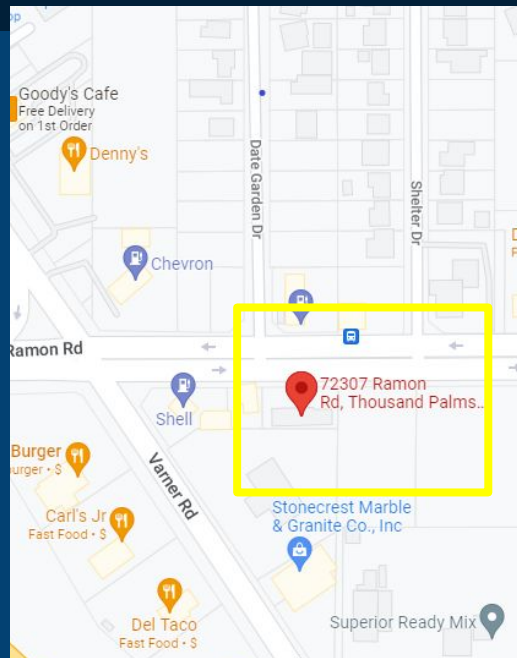 op
Goody's Cafe
Free Delivery
on 1st Order
Denny's
Date Garden Dr
Shelter Dr
D
F
Chevron
Ramon Rd
72307 Ramon
Rd, Thousand Palms...
Shell
Varner Rd
Burger
urger • $
Carl's Jr
Fast Food • $
Stonecrest Marble
& Granite Co., Inc
Del Taco
Fast Food • $
Superior Ready Mix